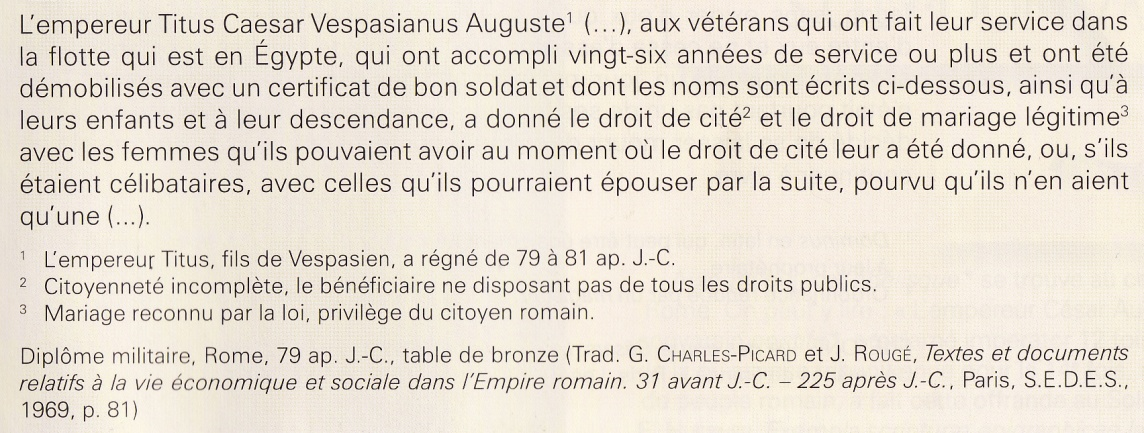 L'empereur Titus Caesar Vespasianus Auguste¹ (...), aux vétérans qui ont fait leur service dans
la flotte qui est en Égypte, qui ont accompli vingt-six années de service ou plus et ont été
démobilisés avec un certificat de bon soldat et dont les noms sont écrits ci-dessous, ainsi qu'à
leurs enfants et à leur descendance, a donné le droit de cité² et le droit de mariage légitime³
avec les femmes qu'ils pouvaient avoir au moment où le droit de cité leur a été donné, ou, s'ils
étaient célibataires, avec celles qu'ils pourraient épouser par la suite, pourvu qu'ils n'en aient
qu'une (...).
¹ L'empereur Titus, fils de Vespasien, a régné de 79 à 81 ap. J.-C.
² Citoyenneté incomplète, le bénéficiaire ne disposant pas de tous les droits publics.
³ Mariage reconnu par la loi, privilège du citoyen romain.
Diplôme militaire, Rome, 79 ap. J.-C., table de bronze (Trad. G. CHARLES-PICARD et J. ROUGÉ, Textes et documents
relatifs à la vie économique et sociale dans l'Empire romain. 31 avant J.-C. – 225 après J.-C., Paris, S.E.D.E.S.,
1969, p. 81)